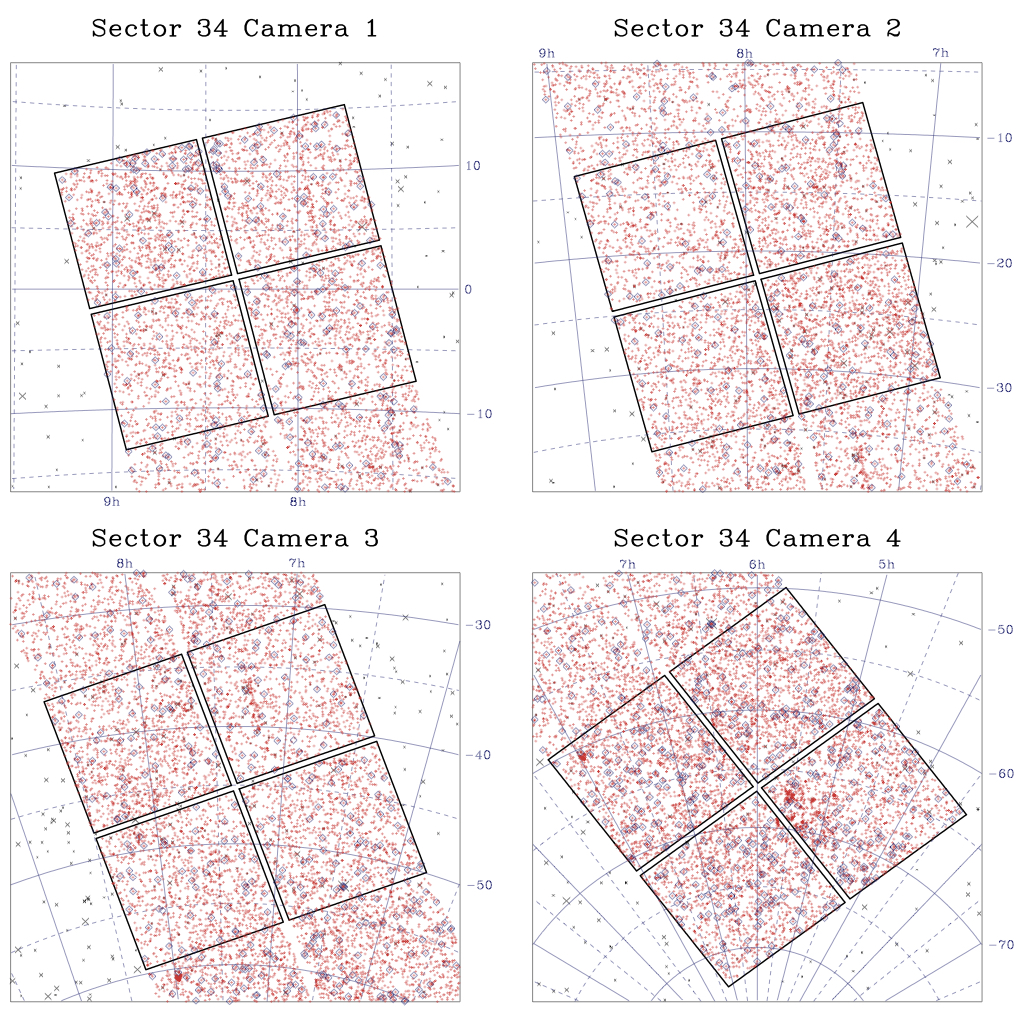 Sector 34 Camera 1
Sector 34 Camera 2
9h 8h 7h
10
0
-10
9h 8h
-10
-20
-30
Sector 34 Camera 3
Sector 34 Camera 4
8h 7h
7h 6h 5h
-30
-40
-50
-50
-60
-70